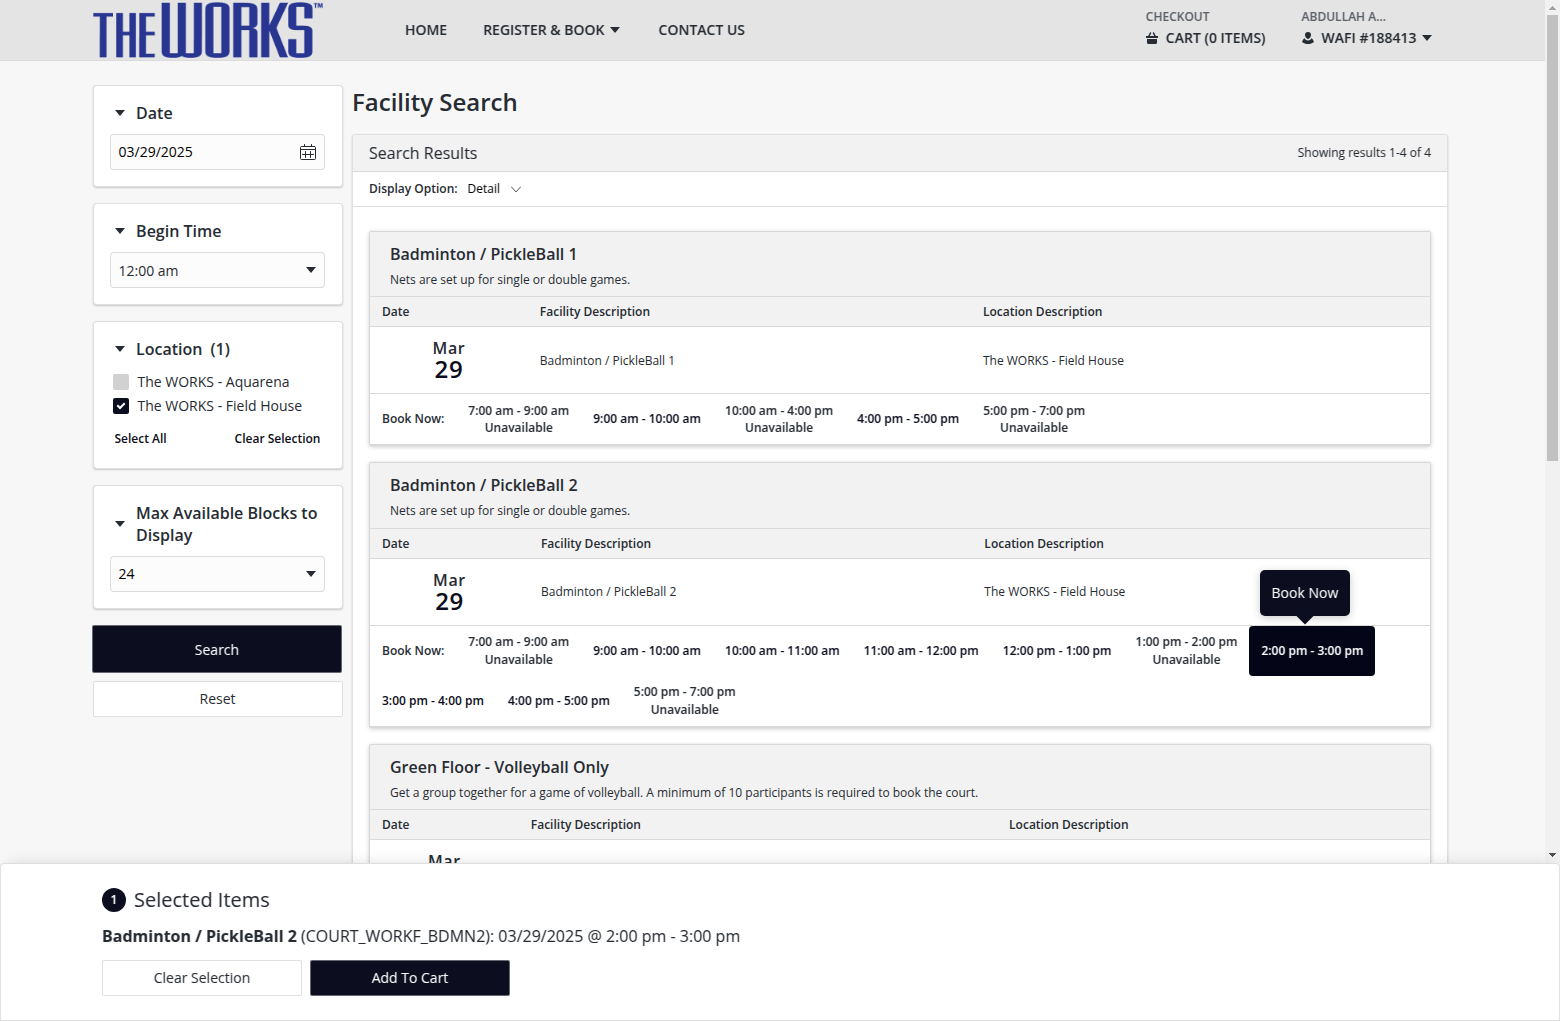 THE WORKS™
HOME
REGISTER & BOOK
CONTACT US
CHECKOUT
CART (0 ITEMS)
ABDULLAH A...
WAFI #188413
Date
03/29/2025
Begin Time
12:00 am
Location (1)
The WORKS - Aquarena
The WORKS - Field House
Select All
Clear Selection
Max Available Blocks to
Display
24
Search
Reset
Facility Search
Search Results
Showing results 1-4 of 4
Display Option: Detail
Badminton / PickleBall 1
Nets are set up for single or double games.
Date Facility Description Location Description
Mar
29
Badminton / PickleBall 1
The WORKS - Field House
Book Now:
7:00 am - 9:00 am
Unavailable
9:00 am - 10:00 am
10:00 am - 4:00 pm
Unavailable
4:00 pm - 5:00 pm
5:00 pm - 7:00 pm
Unavailable
Badminton / PickleBall 2
Nets are set up for single or double games.
Date Facility Description Location Description
Mar
29
Badminton / PickleBall 2
The WORKS - Field House
Book Now
Book Now:
7:00 am - 9:00 am
Unavailable
9:00 am - 10:00 am
10:00 am - 11:00 am
11:00 am - 12:00 pm
12:00 pm - 1:00 pm
1:00 pm - 2:00 pm
Unavailable
2:00 pm - 3:00 pm
3:00 pm - 4:00 pm
4:00 pm - 5:00 pm
5:00 pm - 7:00 pm
Unavailable
Green Floor - Volleyball Only
Get a group together for a game of volleyball. A minimum of 10 participants is required to book the court.
Date Facility Description Location Description
Mar
1 Selected Items
Badminton / PickleBall 2 (COURT_WORKF_BDMN2): 03/29/2025 @ 2:00 pm - 3:00 pm
Clear Selection
Add To Cart